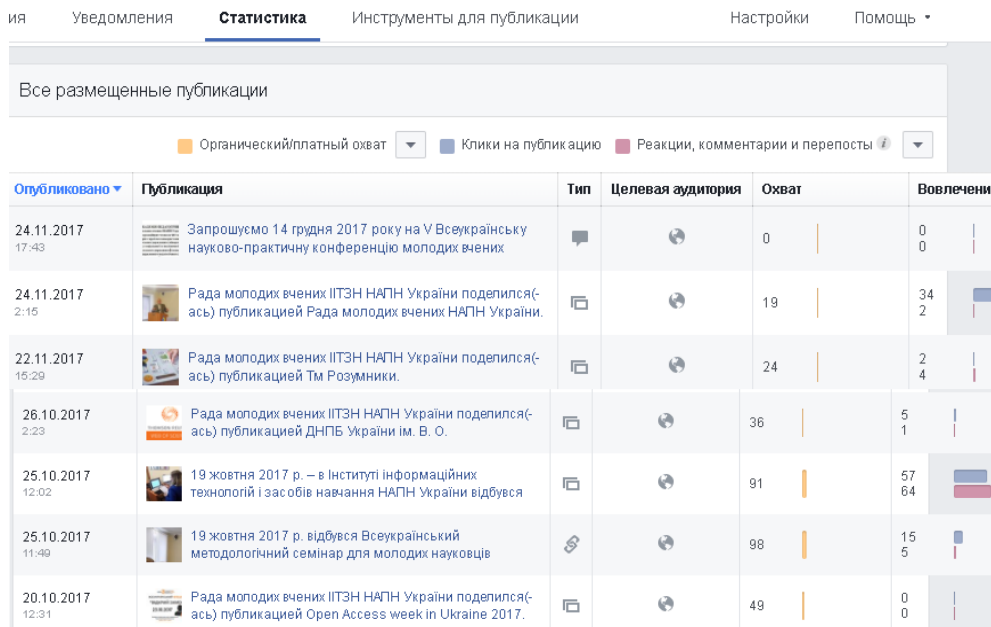 ия Уведомления Статистика Инструменты для публикации Настройки Помощь
Все размещенные публикации
Органический/платный охват Клики на публикацию Реакции, комментарии и перепосты i
Опубликовано Публикация Тип Целевая аудитория Охват Вовлечени
24.11.2017 Запрошуємо 14 грудня 2017 року на V Всеукраїнську 0 0
17:43 науково-практичну конференцію молодих вчених 0
24.11.2017 Рада молодих вчених ІІТЗН НАПН України поделился(- 19 34
2:15 ась) публикацией Рада молодих вчених НАПН України. 2
22.11.2017 Рада молодих вчених ІІТЗН НАПН України поделился(- 24 2
15:29 ась) публикацией Тм Розумники. 4
26.10.2017 Рада молодих вчених ІІТЗН НАПН України поделился(- 36 5
2:23 ась) публикацией ДНПБ України ім. В. О. 1
25.10.2017 19 жовтня 2017 р. – в Інституті інформаційних 91 57
12:02 технологій і засобів навчання НАПН України відбувся 64
25.10.2017 19 жовтня 2017 р. відбувся Всеукраїнський 98 15
11:49 методологічний семінар для молодих науковців 5
20.10.2017 Рада молодих вчених ІІТЗН НАПН України поделился(- 49 0
12:31 ась) публикацией Open Access week in Ukraine 2017. 0